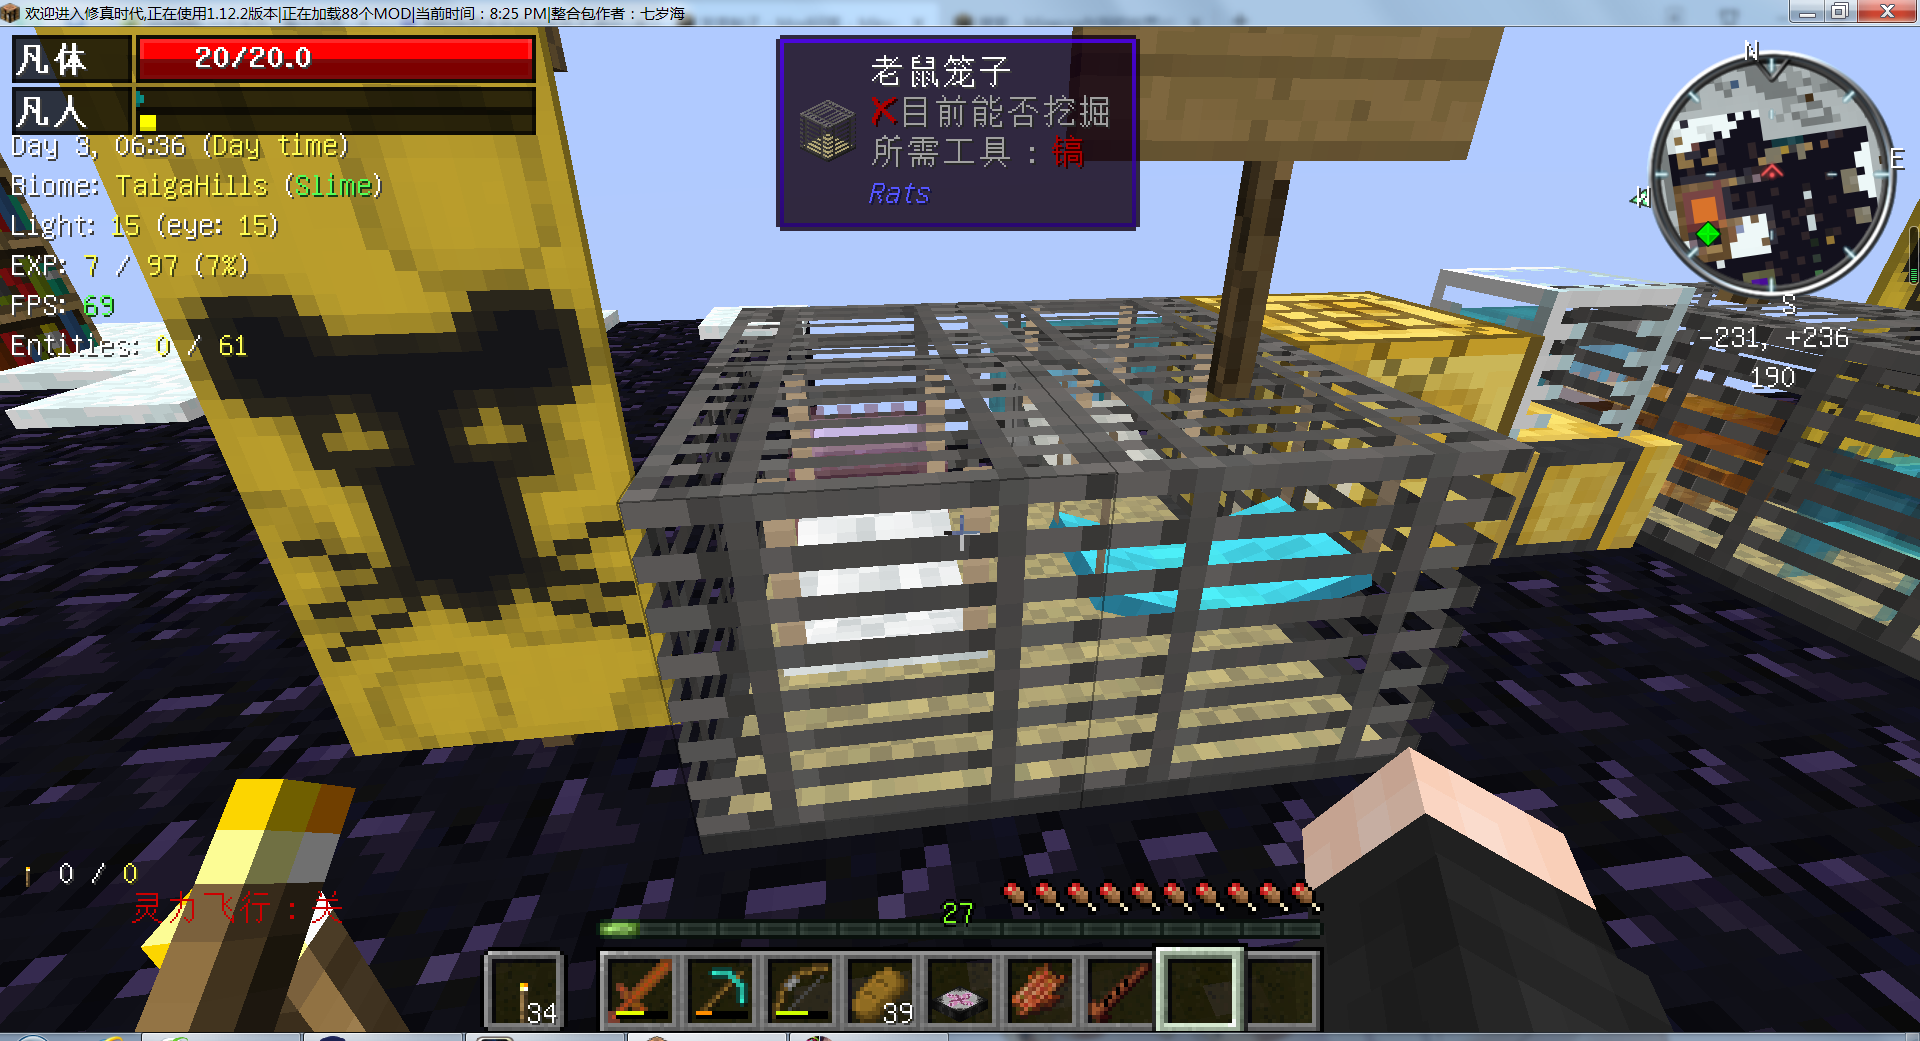 欢迎进入修真时代,正在使用1.12.2版本|正在加载88个MOD|当前时间：8:25 PM|整合包作者：七岁海
凡体 20/20.0
凡人
Day 3, 06:36 (Day time)
Biome: TaigaHills (Slime)
Light: 15 (eye: 15)
EXP: 7 / 97 (7%)
FPS: 69
Entities: 0 / 61
老鼠笼子
目前能否挖掘
所需工具：镐
Rats
N
E
S
-231, +236
190
0 / 0
灵力飞行：关
27
34
39